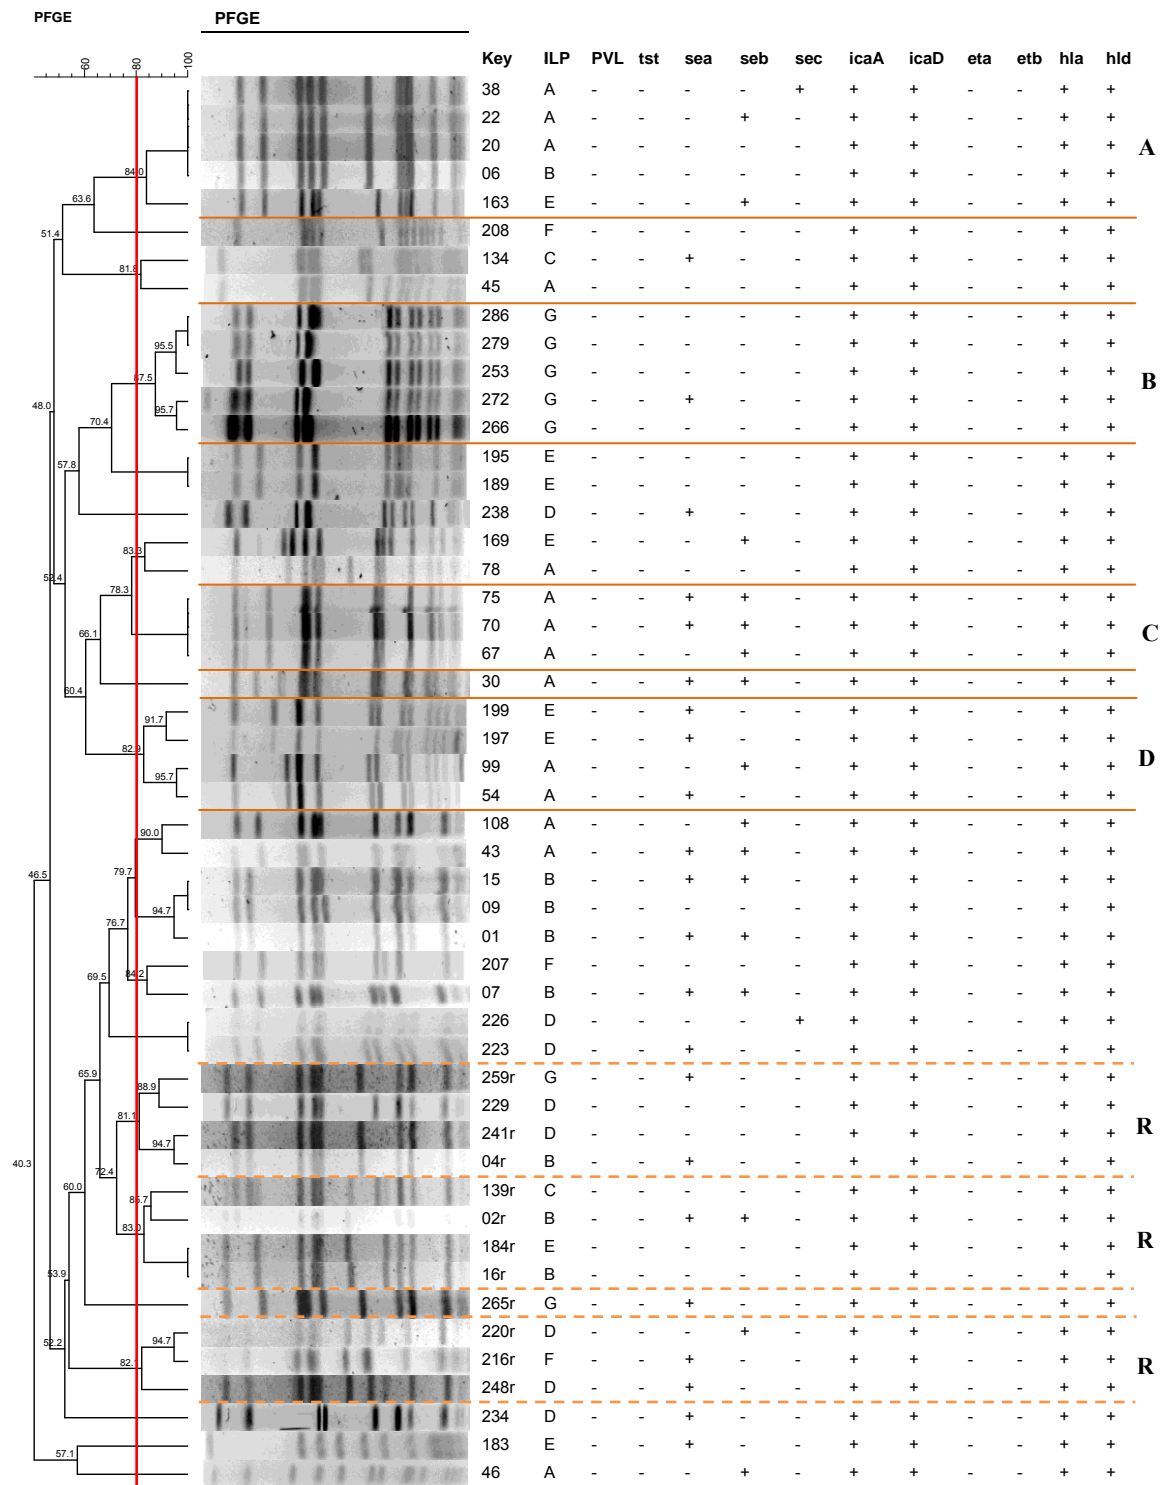 PFGE PFGE
60 80 100 Key ILP PVL tst sea seb sec icaA icaD eta etb hla hld
38 A - - - - + + + - - + +
22 A - - - + - + + - - + +
20 A - - - - - + + - - + + A
84.0 06 B - - - - - + + - - + +
63.6 163 E - - - + - + + - - + +
51.4 208 F - - - - - + + - - + +
81.8 134 C - - + - - + + - - + +
45 A - - - - - + + - - + +
286 G - - - - - + + - - + +
95.5 279 G - - - - - + + - - + +
87.5 253 G - - - - - + + - - + + B
48.0 95.7 272 G - - + - - + + - - + +
70.4 266 G - - - - - + + - - + +
57.8 195 E - - - - - + + - - + +
189 E - - - - - + + - - + +
238 D - - + - - + + - - + +
83.3 169 E - - - + - + + - - + +
52.4 78 A - - - - - + + - - + +
78.3 75 A - - + + - + + - - + +
66.1 70 A - - + + - + + - - + + C
67 A - - - + - + + - - + +
60.4 30 A - - + + - + + - - + +
91.7 199 E - - + - - + + - - + +
82.9 197 E - - + - - + + - - + + D
95.7 99 A - - - + - + + - - + +
54 A - - + - - + + - - + +
90.0 108 A - - - + - + + - - + +
43 A - - + + - + + - - + +
46.5 79.7 15 B - - + + - + + - - + +
94.7 09 B - - - - - + + - - + +
76.7 01 B - - + + - + + - - + +
84.2 207 F - - - - - + + - - + +
69.5 07 B - - + + - + + - - + +
226 D - - - - + + + - - + +
223 D - - + - - + + - - + +
65.9 88.9 259r G - - + - - + + - - + +
81.1 229 D - - - - - + + - - + + R
94.7 241r D - - - - - + + - - + +
40.3 04r B - - + - - + + - - + +
72.4 60.0 85.7 139r C - - - - - + + - - + +
83.0 02r B - - + + - + + - - + + R
184r E - - - - - + + - - + +
16r B - - - - - + + - - + +
53.9 265r G - - + - - + + - - + +
52.2 94.7 220r D - - - + - + + - - + +
82.1 216r F - - + - - + + - - + + R
248r D - - + - - + + - - + +
234 D - - + - - + + - - + +
57.1 183 E - - + - - + + - - + +
46 A - - - + - + + - - + +